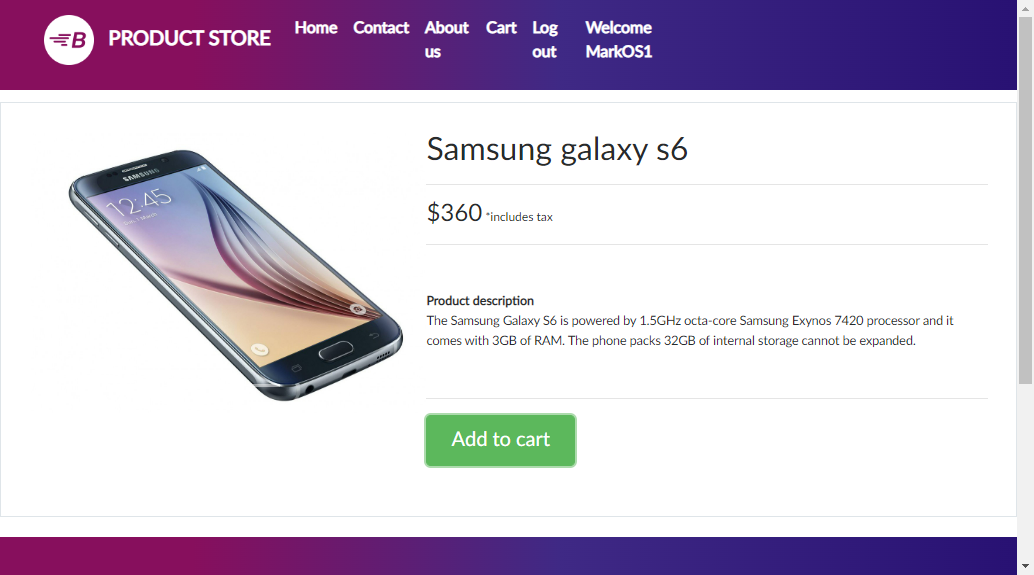 B PRODUCT STORE
Home Contact About us Cart Log out Welcome MarkOS1
SAMSUNG
12:45
Samsung galaxy s6
$360 *includes tax
Product description
The Samsung Galaxy S6 is powered by 1.5GHz octa-core Samsung Exynos 7420 processor and it
comes with 3GB of RAM. The phone packs 32GB of internal storage cannot be expanded.
Add to cart